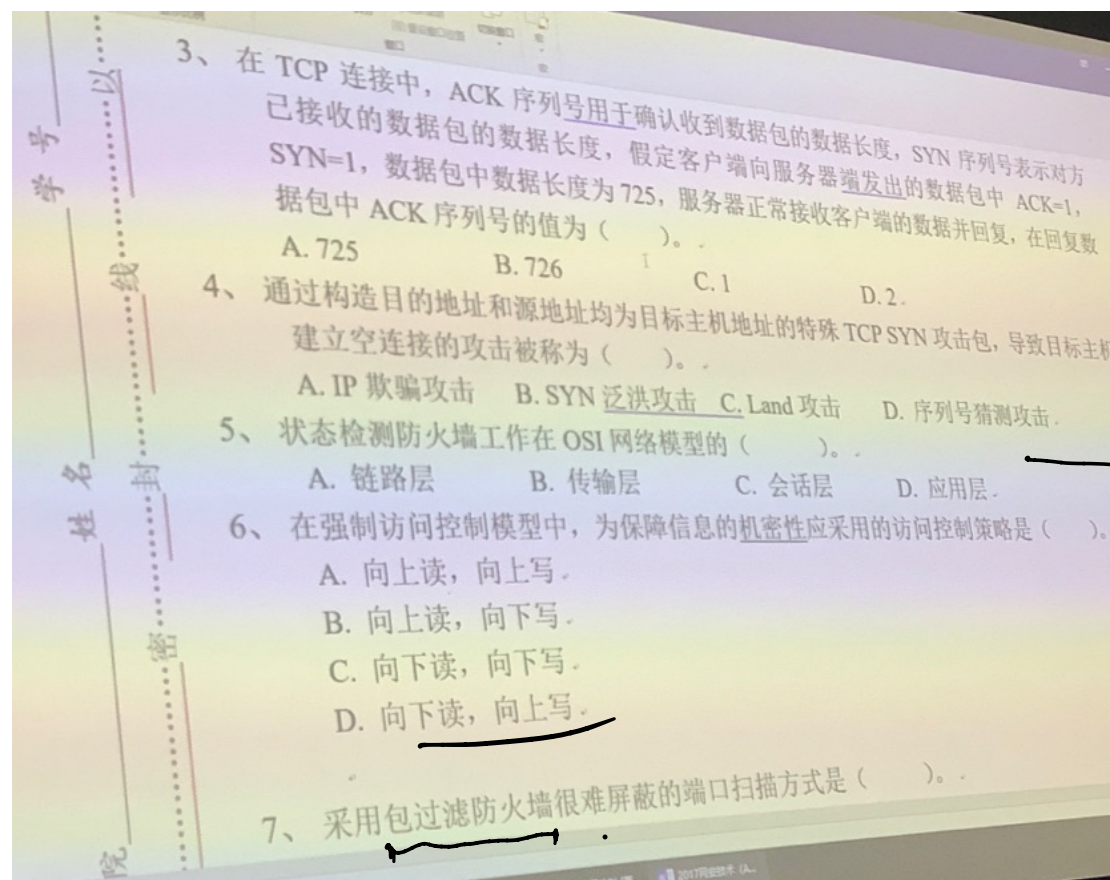 3、在 TCP 连接中，ACK 序列号用于确认收到数据包的数据长度，SYN 序列号表示对方
已接收的数据包的数据长度，假定客户端向服务器端发出的数据包中 ACK=1，
SYN=1，数据包中数据长度为 725，服务器正常接收客户端的数据并回复，在回复数
据包中 ACK 序列号的值为（ ）。
A. 725 B. 726 C. 1 D. 2
4、通过构造目的地址和源地址均为目标主机地址的特殊 TCP SYN 攻击包，导致目标主机
建立空连接的攻击被称为（ ）。
A. IP 欺骗攻击 B. SYN 泛洪攻击 C. Land 攻击 D. 序列号猜测攻击
5、状态检测防火墙工作在 OSI 网络模型的（ ）。
A. 链路层 B. 传输层 C. 会话层 D. 应用层
6、在强制访问控制模型中，为保障信息的机密性应采用的访问控制策略是（ ）。
A. 向上读，向上写
B. 向上读，向下写
C. 向下读，向下写
D. 向下读，向上写
7、采用包过滤防火墙很难屏蔽的端口扫描方式是（ ）。
院 姓名 学号
密 封 线 以